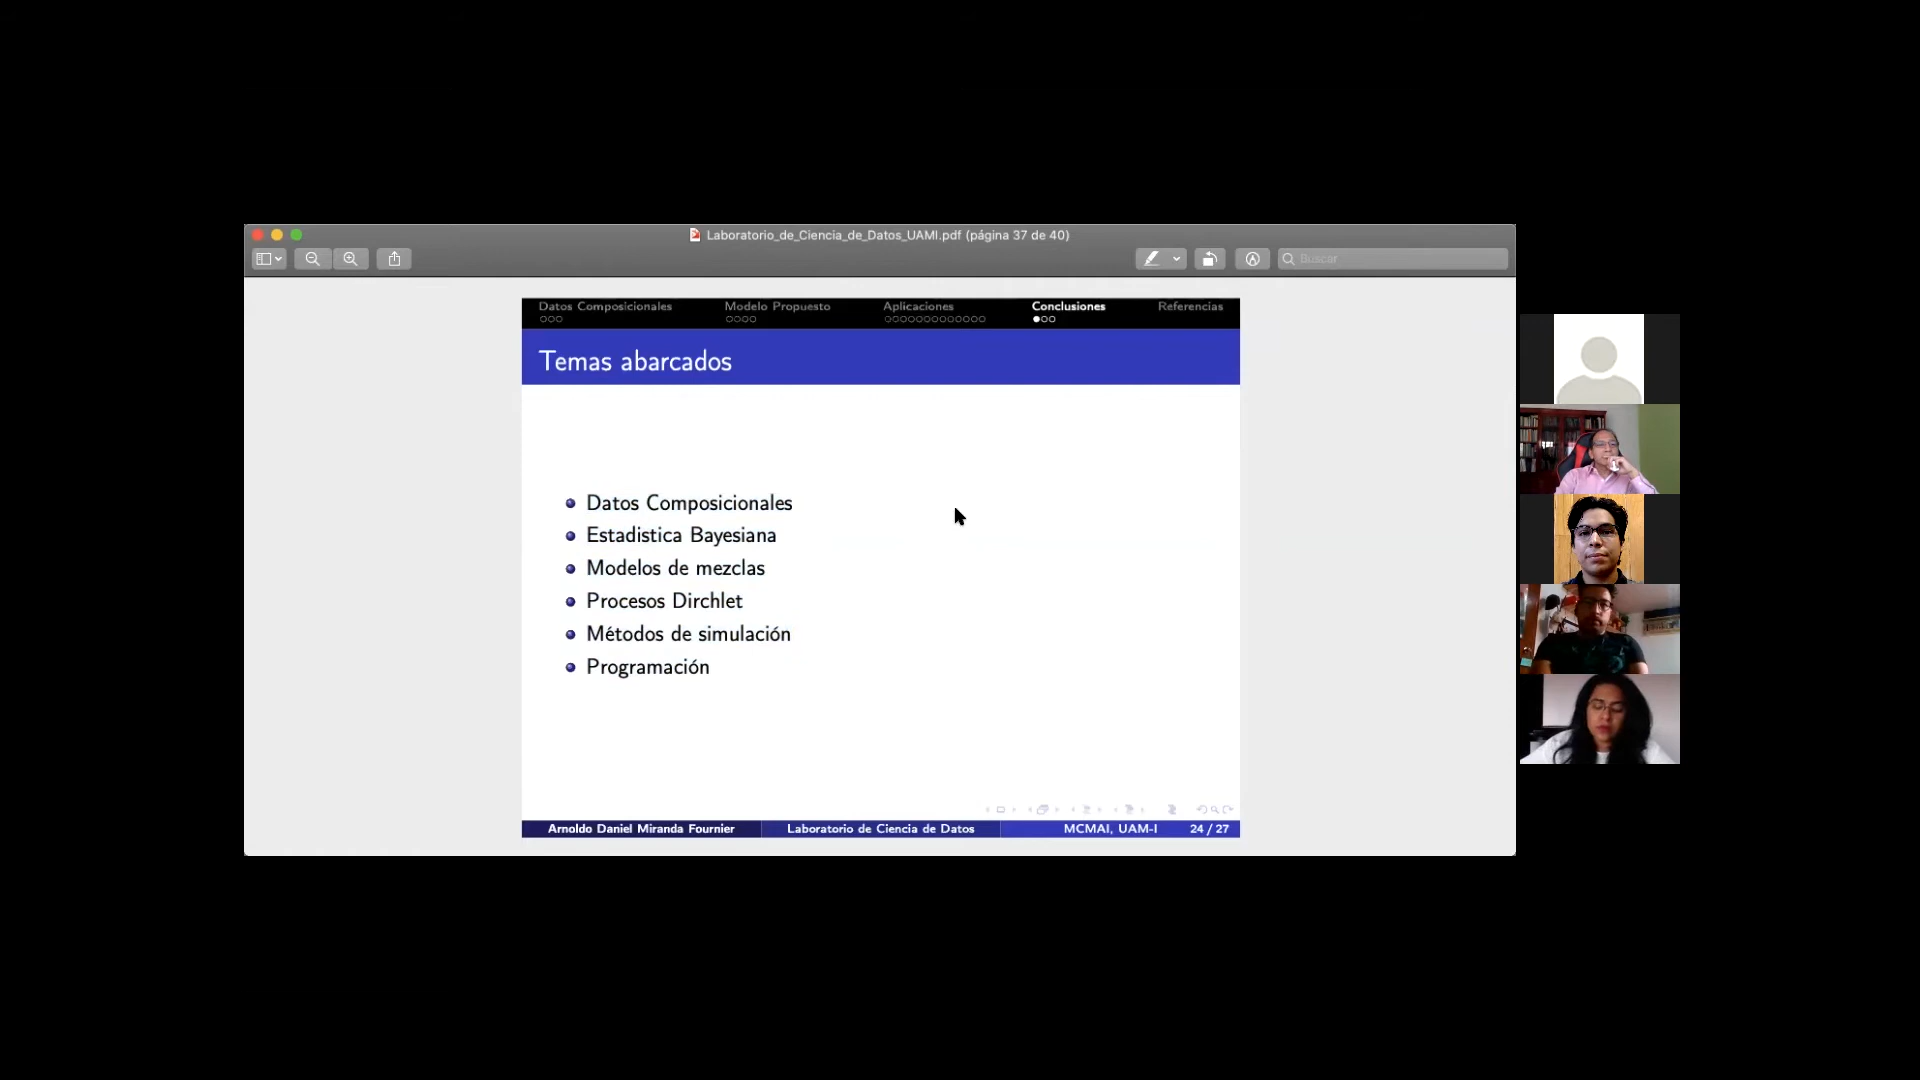 Laboratorio_de_Ciencia_de_Datos_UAMI.pdf (página 37 de 40)
Buscar
Datos Composicionales Modelo Propuesto Aplicaciones Conclusiones Referencias
Temas abarcados
Datos Composicionales
Estadistica Bayesiana
Modelos de mezclas
Procesos Dirchlet
Métodos de simulación
Programación
Arnoldo Daniel Miranda Fournier Laboratorio de Ciencia de Datos MCMAI, UAM-I 24 / 27